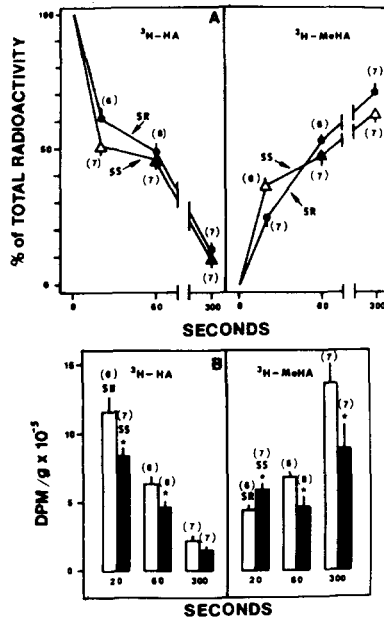 A
³H-HA
³H-MeHA
% of TOTAL RADIOACTIVITY
100
50
0
(6)
SR
(8)
(7)
SS
(7)
(7)
(7)
(7)
(6)
(6)
SS
(7)
(7)
SR
(7)
(7)
0
60
300
0
60
300
SECONDS
B
³H-HA
³H-MeHA
DPM/g x 10⁻⁵
15
10
5
0
(6)
SR
(7)
SS
*
(6)
(8)
*
(7)
(7)
(6)
SR
(7)
SS
*
(6)
(8)
*
(7)
(7)
*
20
60
300
20
60
300
SECONDS